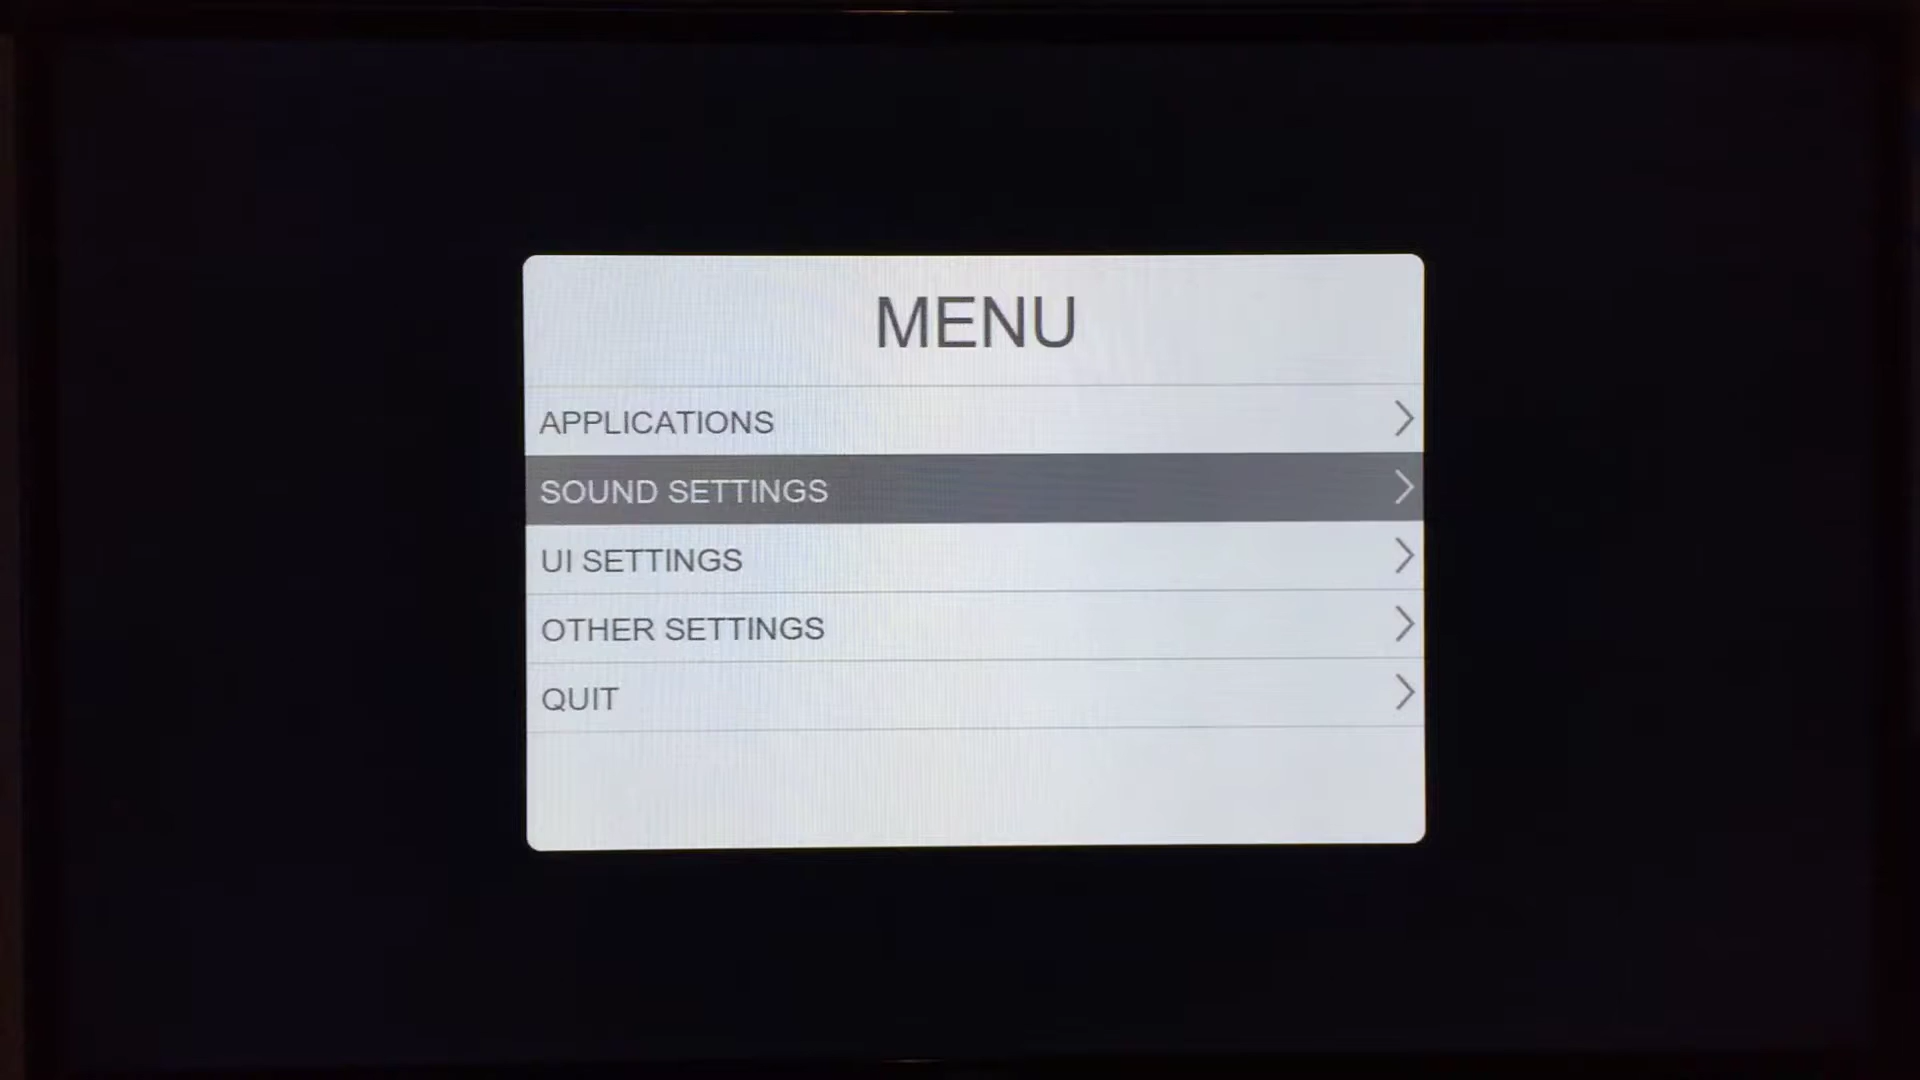 MENU
APPLICATIONS
SOUND SETTINGS
UI SETTINGS
OTHER SETTINGS
QUIT